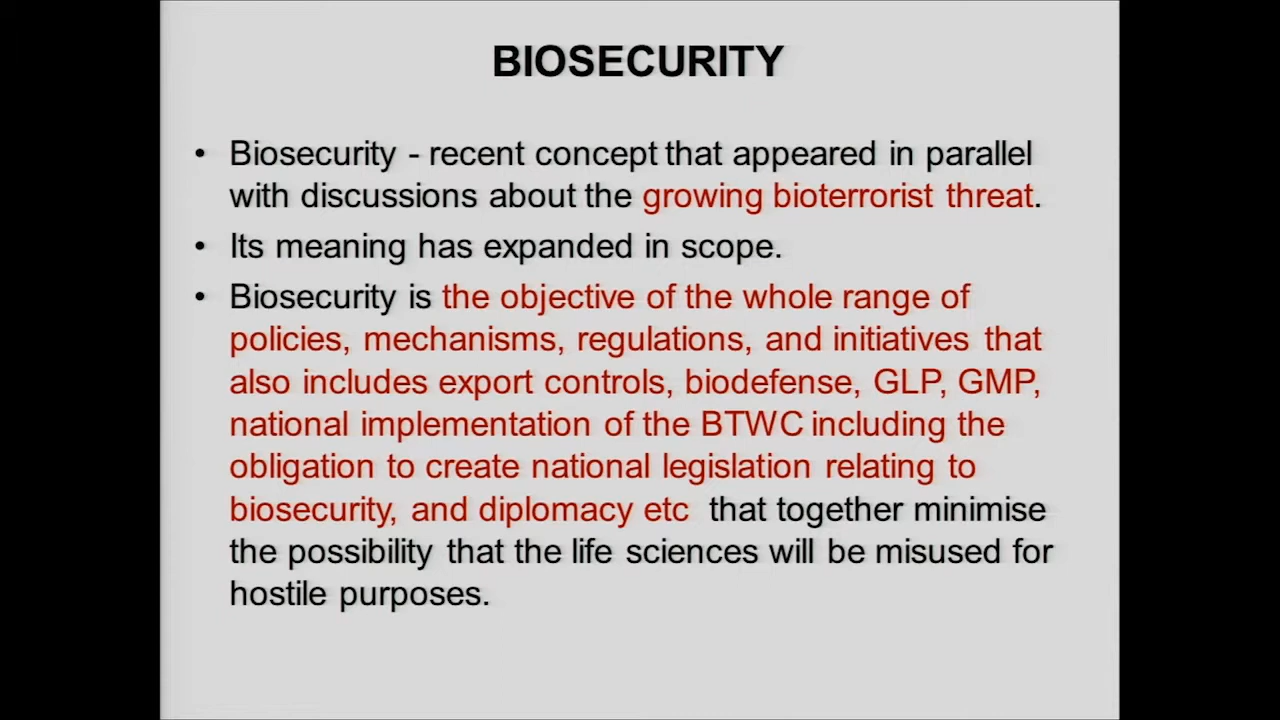 BIOSECURITY
• Biosecurity - recent concept that appeared in parallel
with discussions about the growing bioterrorist threat.
• Its meaning has expanded in scope.
• Biosecurity is the objective of the whole range of
policies, mechanisms, regulations, and initiatives that
also includes export controls, biodefense, GLP, GMP,
national implementation of the BTWC including the
obligation to create national legislation relating to
biosecurity, and diplomacy etc that together minimise
the possibility that the life sciences will be misused for
hostile purposes.